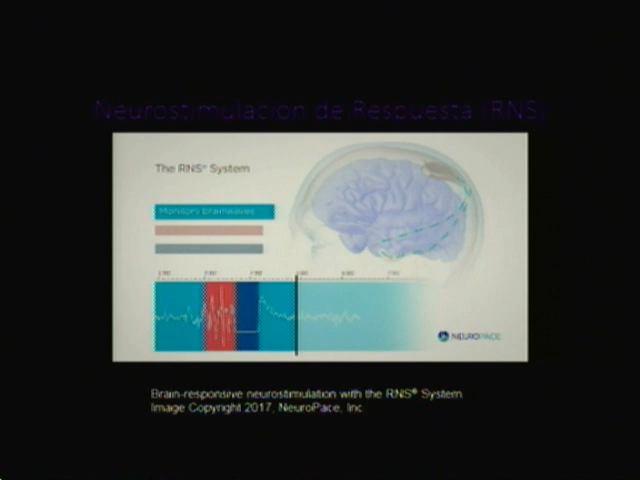 Neurostimulacion de Respuesta (RNS)
The RNS® System
Monitors brainwaves
NEUROPACE
Brain-responsive neurostimulation with the RNS® System.
Image Copyright 2017, NeuroPace, Inc.